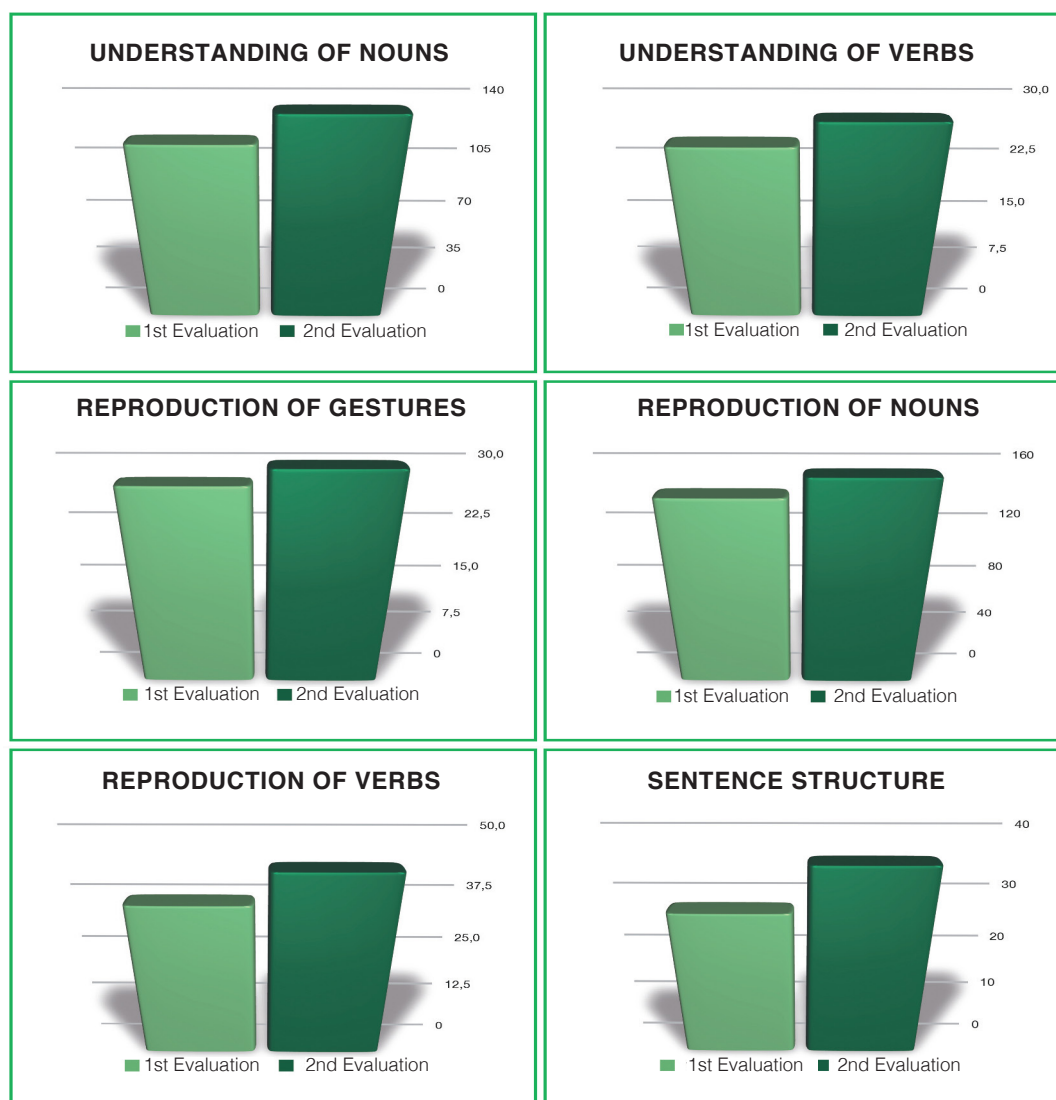 UNDERSTANDING OF NOUNS
140
105
70
35
0
1st Evaluation 2nd Evaluation
UNDERSTANDING OF VERBS
30,0
22,5
15,0
7,5
0
1st Evaluation 2nd Evaluation
REPRODUCTION OF GESTURES
30,0
22,5
15,0
7,5
0
1st Evaluation 2nd Evaluation
REPRODUCTION OF NOUNS
160
120
80
40
0
1st Evaluation 2nd Evaluation
REPRODUCTION OF VERBS
50,0
37,5
25,0
12,5
0
1st Evaluation 2nd Evaluation
SENTENCE STRUCTURE
40
30
20
10
0
1st Evaluation 2nd Evaluation